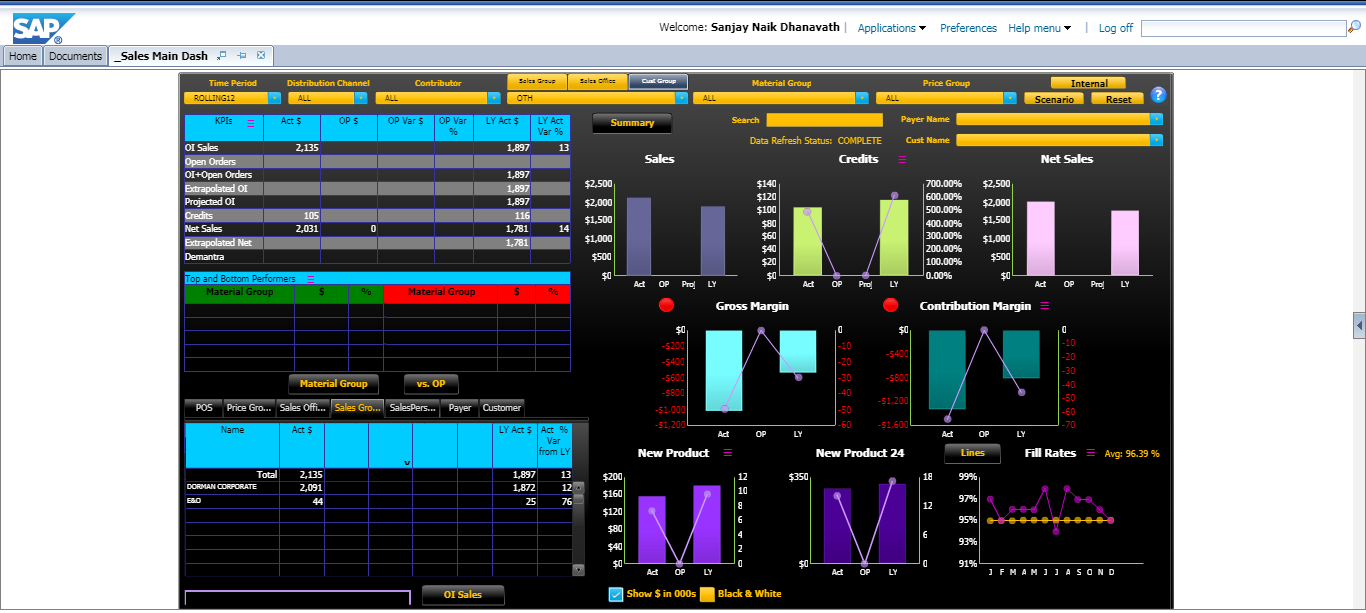 SAP ®
Welcome: Sanjay Naik Dhanavath | Applications Preferences Help menu | Log off
Home Documents _Sales Main Dash
Time Period Distribution Channel Contributor Sales Group Sales Office Cust Group Material Group Price Group Internal
ROLLING12 ALL ALL OTH ALL ALL Scenario Reset ?
KPIs Act $ OP $ OP Var $ OP Var % LY Act $ LY Act Var %
OI Sales 2,135 1,897 13
Open Orders
OI+Open Orders 1,897
Extrapolated OI 1,897
Projected OI 1,897
Credits 105 116
Net Sales 2,031 0 1,781 14
Extrapolated Net 1,781
Demantra
Summary Search Payer Name
Data Refresh Status: COMPLETE Cust Name
Sales
$2,500
$2,000
$1,500
$1,000
$500
$0
Act OP Proj LY
Credits
$140 700.00%
$120 600.00%
$100 500.00%
$80 400.00%
$60 300.00%
$40 200.00%
$20 100.00%
$0 0.00%
Act OP Proj LY
Net Sales
$2,500
$2,000
$1,500
$1,000
$500
$0
Act OP Proj LY
Top and Bottom Performers
Material Group $ % Material Group $ %
Material Group vs. OP
Gross Margin
$0 0
-$200 -10
-$400 -20
-$600 -30
-$800 -40
-$1,000 -50
-$1,200 -60
Act OP LY
Contribution Margin
$0 0
-$400 -10
-$800 -20
-$1,200 -30
-$1,600 -40
-50
-60
-70
Act OP LY
POS Price Gro... Sales Offi... Sales Gro... SalesPers... Payer Customer
Name Act $ v LY Act $ Act % Var from LY
Total 2,135 1,897 13
DORMAN CORPORATE 2,091 1,872 12
E&O 44 25 76
OI Sales
New Product
$200 12
$160 10
$120 8
$80 6
$40 4
$0 2
0
Act OP LY
New Product 24
$350 18
12
6
$0 0
Act OP LY
Lines Fill Rates Avg: 96.39 %
99%
97%
95%
93%
91%
J F M A M J J A S O N D
Show $ in 000s Black & White